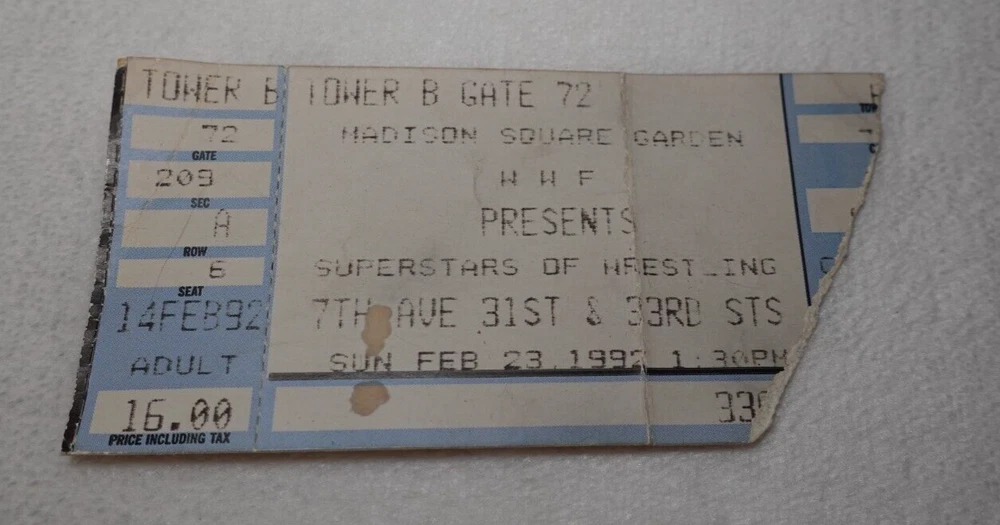 TOWER B
72
GATE
209
SEC
A
ROW
6
SEAT
14FEB92
ADULT
16.00
PRICE INCLUDING TAX
TOWER B GATE 72
MADISON SQUARE GARDEN
W W F
PRESENTS
SUPERSTARS OF WRESTLING
7TH AVE 31ST & 33RD STS
SUN FEB 23,1992 1:30PM